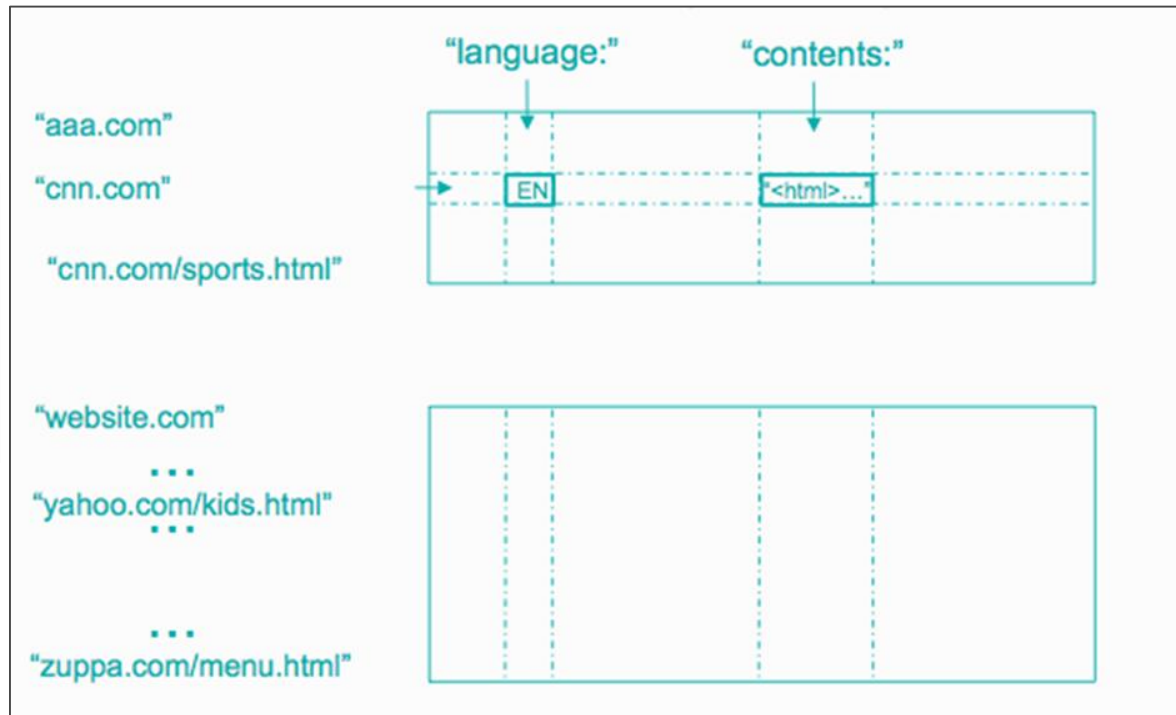 “language:” “contents:”
“aaa.com”
“cnn.com” EN “<html>…”
“cnn.com/sports.html”
“website.com”
...
“yahoo.com/kids.html”
...
...
“zuppa.com/menu.html”